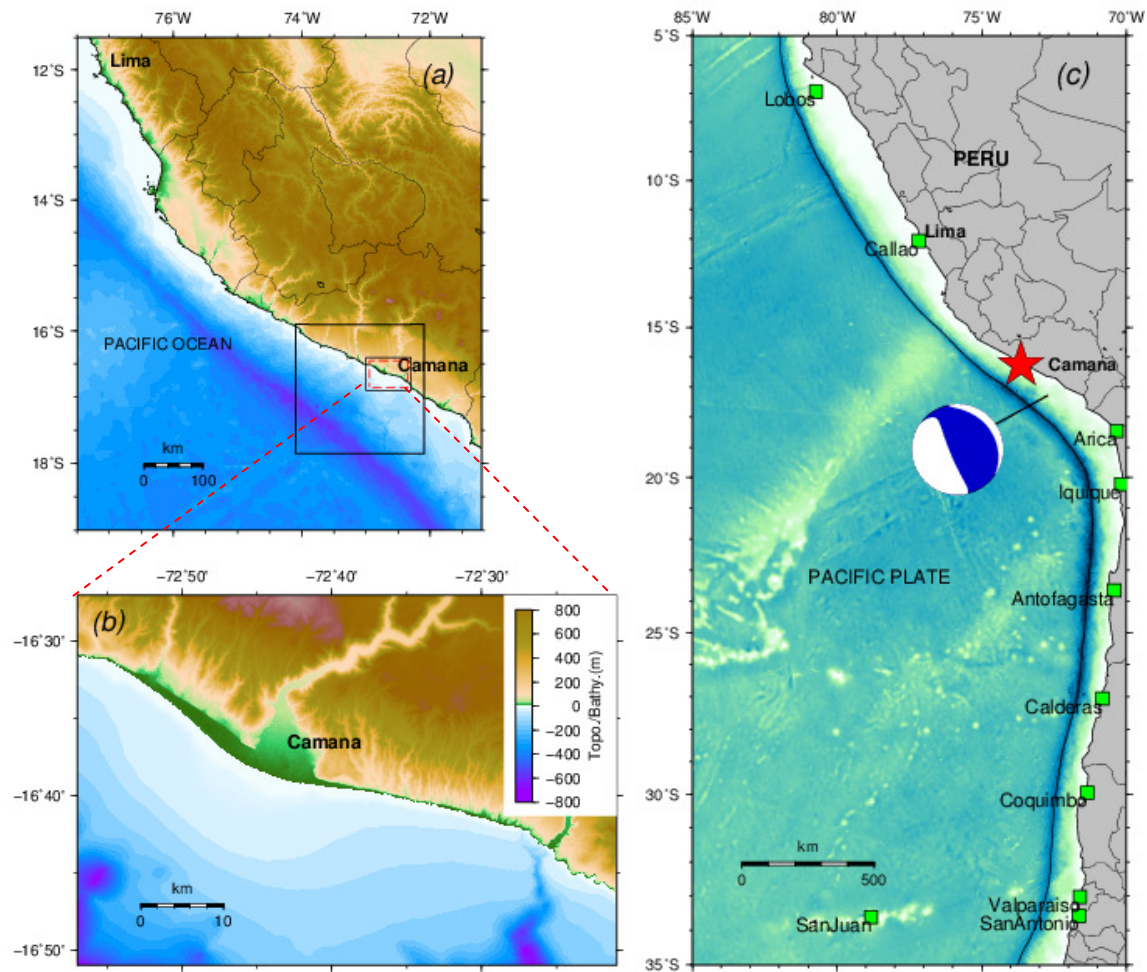 76°W 74°W 72°W
12°S
14°S
16°S
18°S
Lima
(a)
PACIFIC OCEAN
Camana
km
0 100
−72°50' −72°40' −72°30'
−16°30'
−16°40'
−16°50'
(b)
Camana
800
600
400
200
0
−200
−400
−600
−800
Topo./Bathy.(m)
km
0 10
85°W 80°W 75°W 70°W
5°S
10°S
15°S
20°S
25°S
30°S
35°S
(c)
Lobos
PERU
Lima
Callao
Camana
Arica
Iquique
PACIFIC PLATE
Antofagasta
Calderas
Coquimbo
km
0 500
Valparaiso
SanJuan
SanAntonio